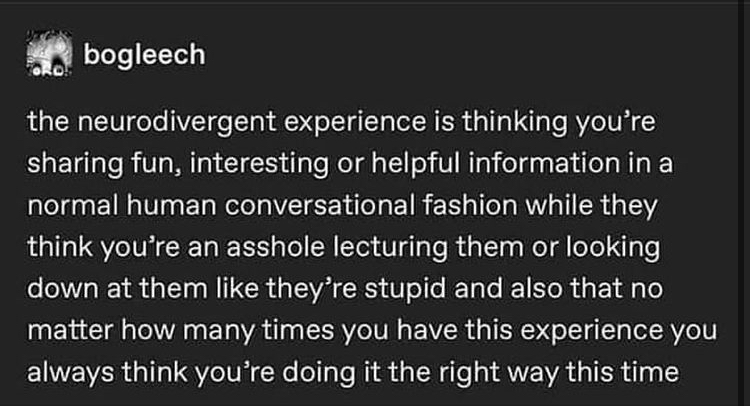 bogleech
the neurodivergent experience is thinking you’re
sharing fun, interesting or helpful information in a
normal human conversational fashion while they
think you’re an asshole lecturing them or looking
down at them like they’re stupid and also that no
matter how many times you have this experience you
always think you’re doing it the right way this time